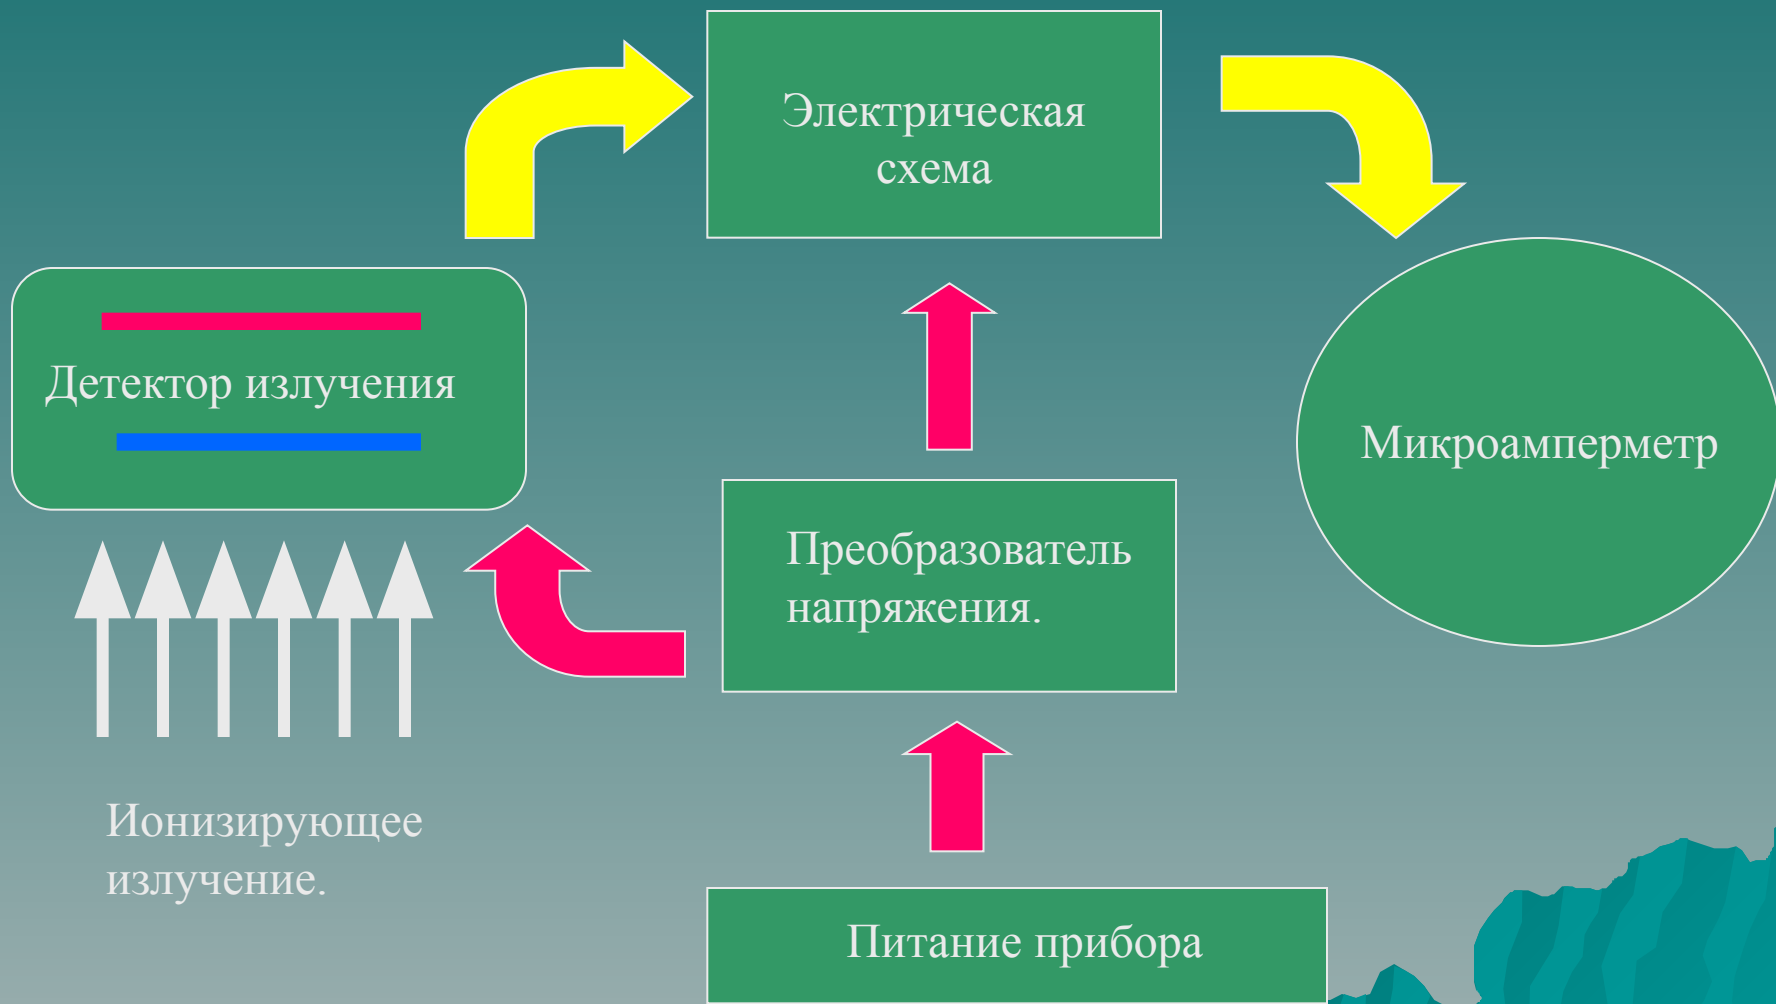 Электрическая
схема
Детектор излучения
Микроамперметр
Преобразователь
напряжения.
Ионизирующее
излучение.
Питание прибора